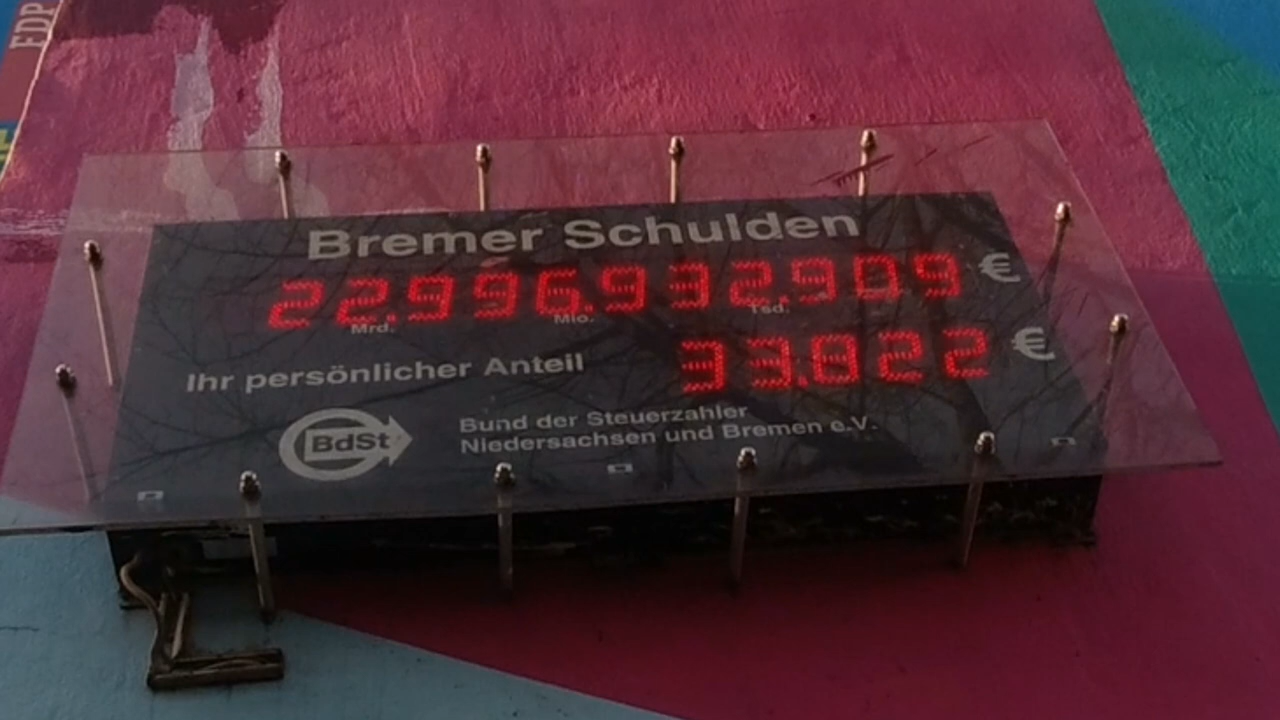 FDP
Bremer Schulden
22.996.932.909 €
Mrd. Mio. Tsd.
Ihr persönlicher Anteil 33.822 €
BdSt
Bund der Steuerzahler
Niedersachsen und Bremen e.V.